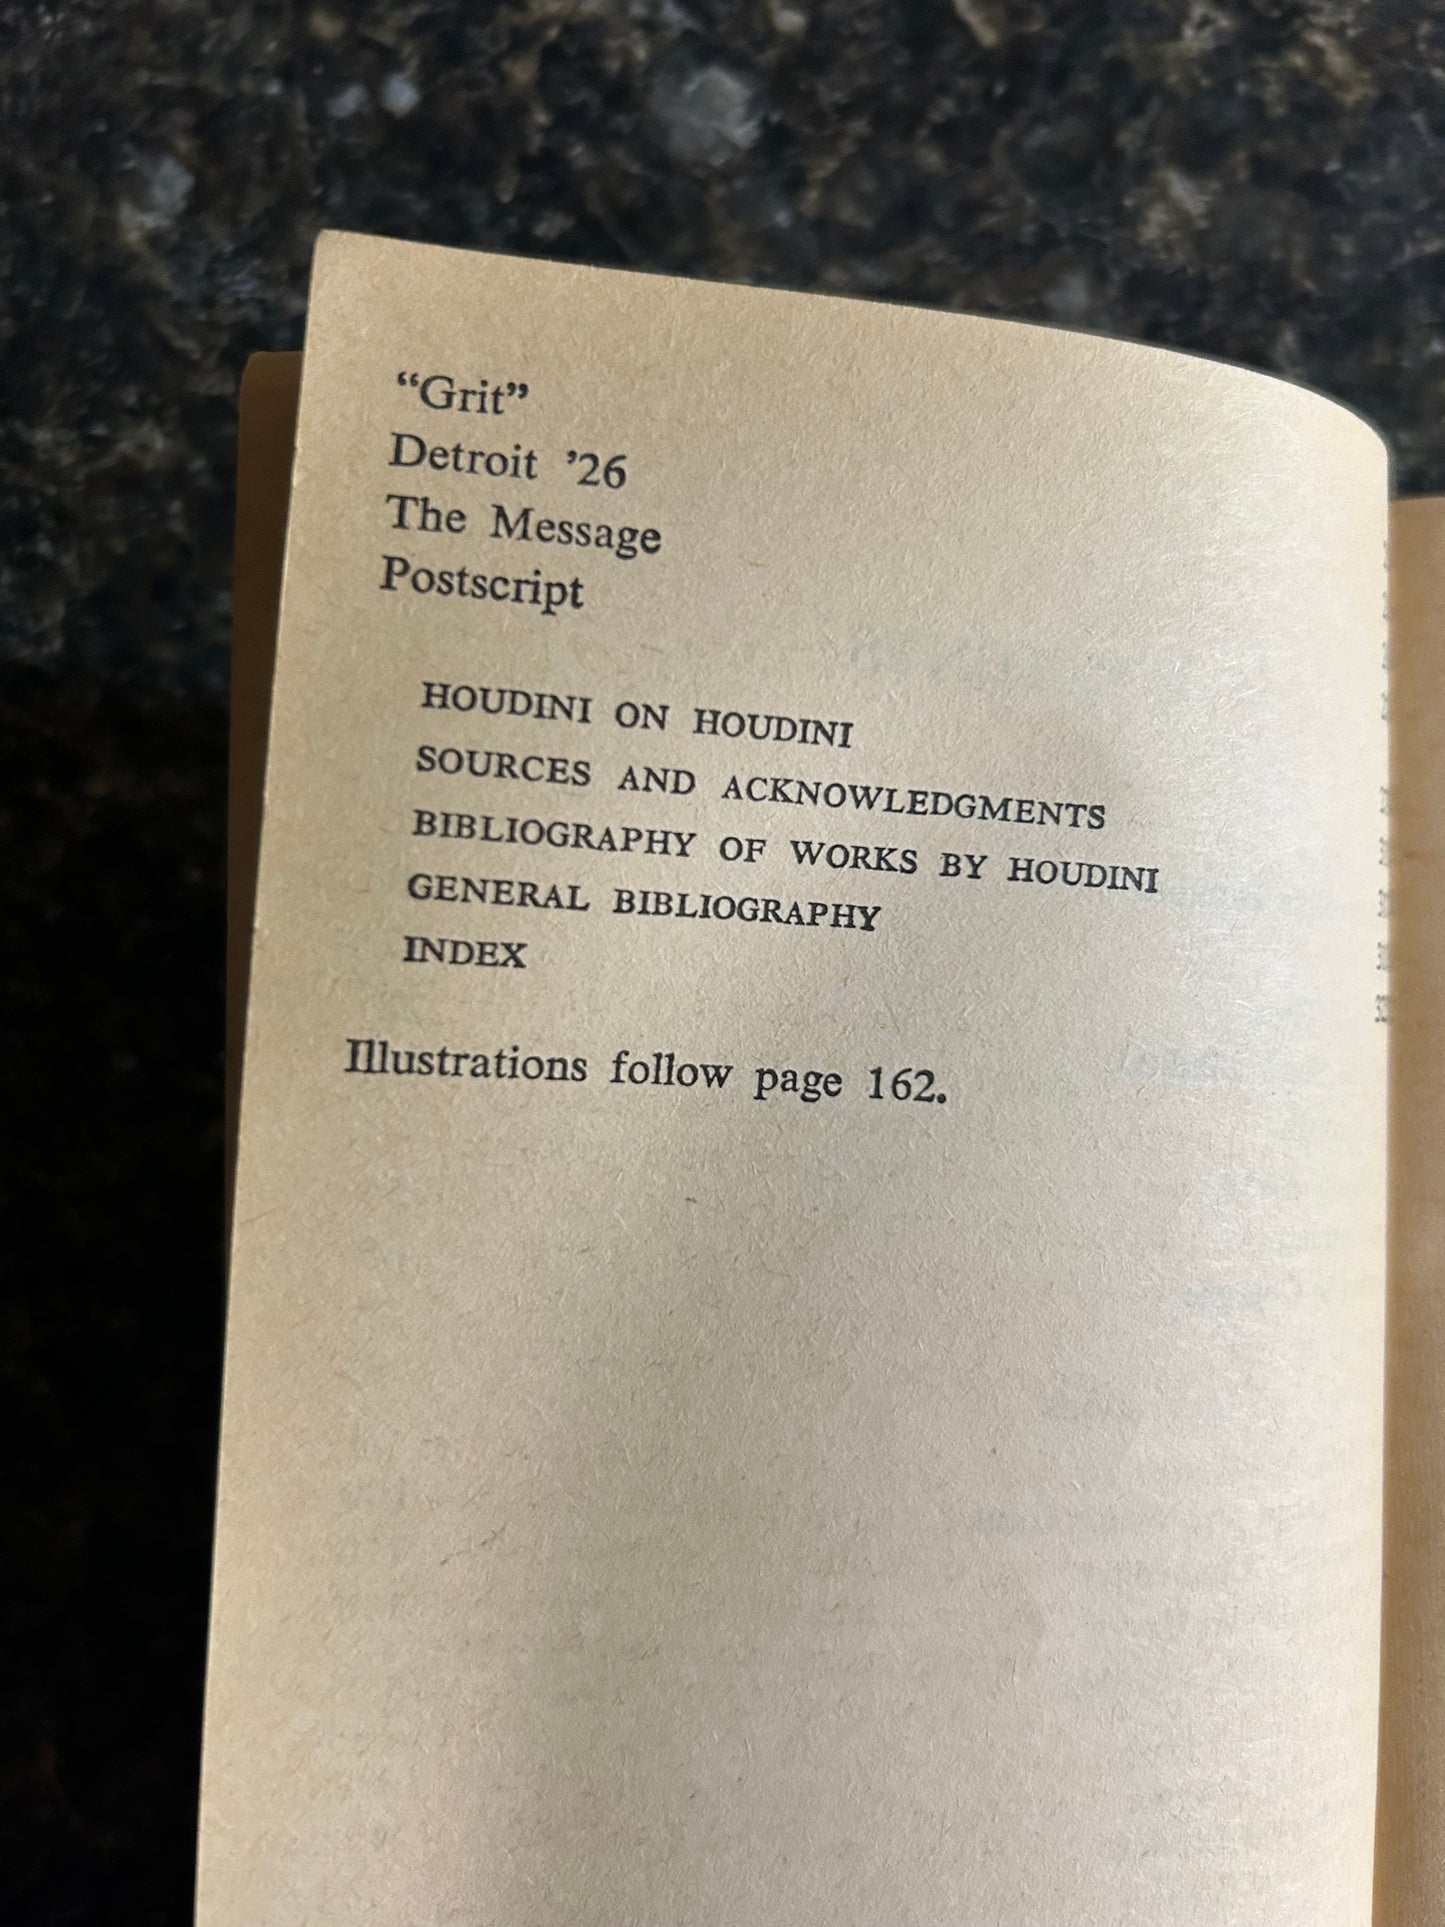 “Grit”
Detroit ’26
The Message
Postscript
HOUDINI ON HOUDINI
SOURCES AND ACKNOWLEDGMENTS
BIBLIOGRAPHY OF WORKS BY HOUDINI
GENERAL BIBLIOGRAPHY
INDEX
Illustrations follow page 162.